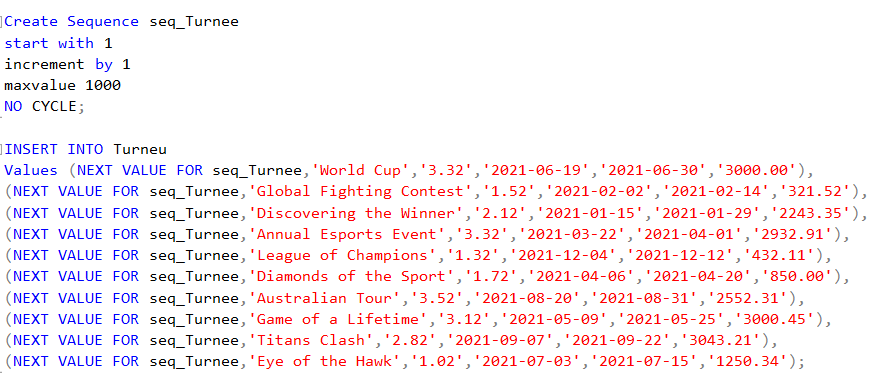 Create Sequence seq_Turnee
start with 1
increment by 1
maxvalue 1000
NO CYCLE;
INSERT INTO Turneu
Values (NEXT VALUE FOR seq_Turnee,'World Cup','3.32','2021-06-19','2021-06-30','3000.00'),
(NEXT VALUE FOR seq_Turnee,'Global Fighting Contest','1.52','2021-02-02','2021-02-14','321.52'),
(NEXT VALUE FOR seq_Turnee,'Discovering the Winner','2.12','2021-01-15','2021-01-29','2243.35'),
(NEXT VALUE FOR seq_Turnee,'Annual Esports Event','3.32','2021-03-22','2021-04-01','2932.91'),
(NEXT VALUE FOR seq_Turnee,'League of Champions','1.32','2021-12-04','2021-12-12','432.11'),
(NEXT VALUE FOR seq_Turnee,'Diamonds of the Sport','1.72','2021-04-06','2021-04-20','850.00'),
(NEXT VALUE FOR seq_Turnee,'Australian Tour','3.52','2021-08-20','2021-08-31','2552.31'),
(NEXT VALUE FOR seq_Turnee,'Game of a Lifetime','3.12','2021-05-09','2021-05-25','3000.45'),
(NEXT VALUE FOR seq_Turnee,'Titans Clash','2.82','2021-09-07','2021-09-22','3043.21'),
(NEXT VALUE FOR seq_Turnee,'Eye of the Hawk','1.02','2021-07-03','2021-07-15','1250.34');